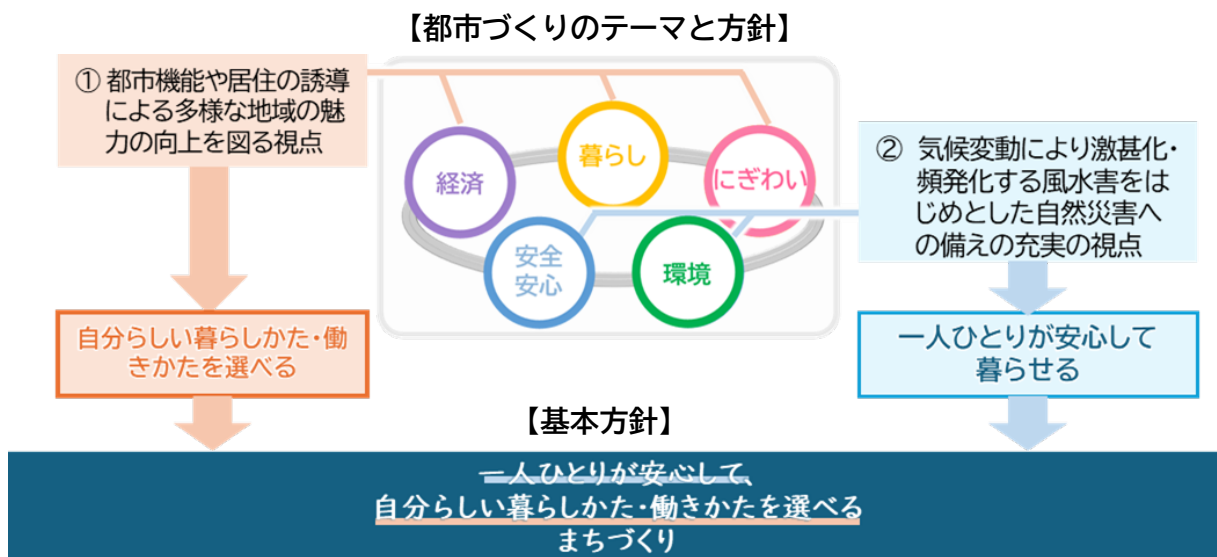 【都市づくりのテーマと方針】
① 都市機能や居住の誘導
による多様な地域の魅
力の向上を図る視点
経済
暮らし
にぎわい
安全
安心
環境
② 気候変動により激甚化・
頻発化する風水害をは
じめとした自然災害へ
の備えの充実の視点
自分らしい暮らしかた・働
きかたを選べる
一人ひとりが安心して
暮らせる
【基本方針】
一人ひとりが安心して、
自分らしい暮らしかた・働きかたを選べる
まちづくり